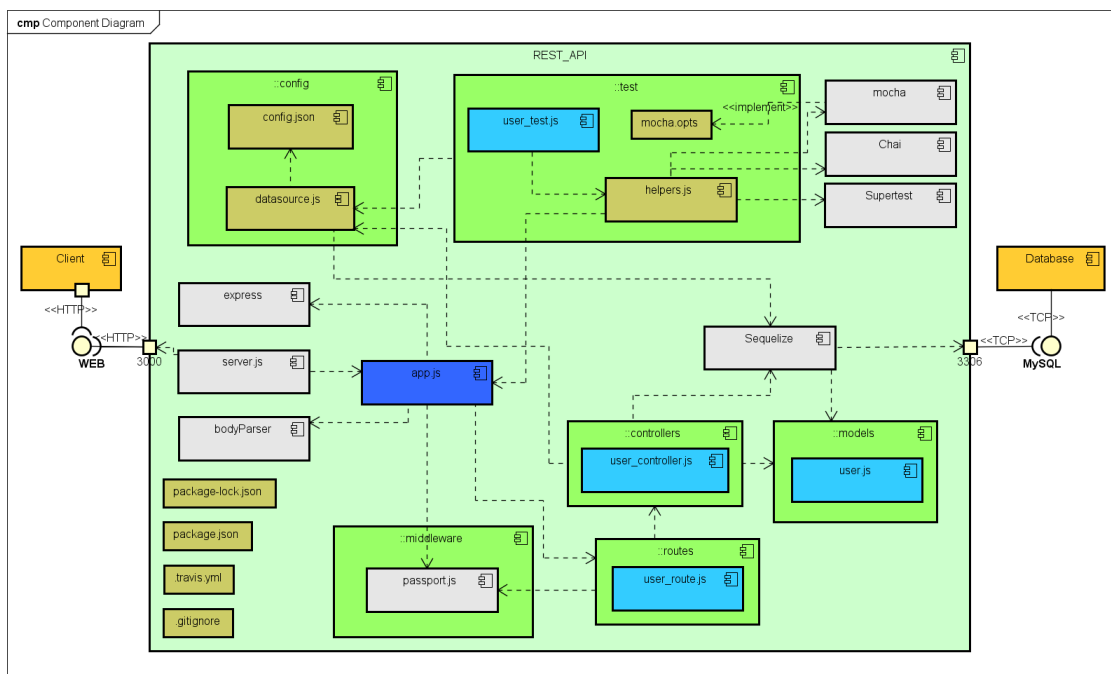 cmp Component Diagram
REST_API
::config
config.json
datasource.js
::test
user_test.js
mocha.opts
<<implement>>
helpers.js
mocha
Chai
Supertest
Client
<<HTTP>>
<<HTTP>>
WEB
3000
express
server.js
app.js
bodyParser
Sequelize
Database
<<TCP>>
<<TCP>>
MySQL
3306
::controllers
user_controller.js
::models
user.js
package-lock.json
package.json
.travis.yml
.gitignore
::middleware
passport.js
::routes
user_route.js